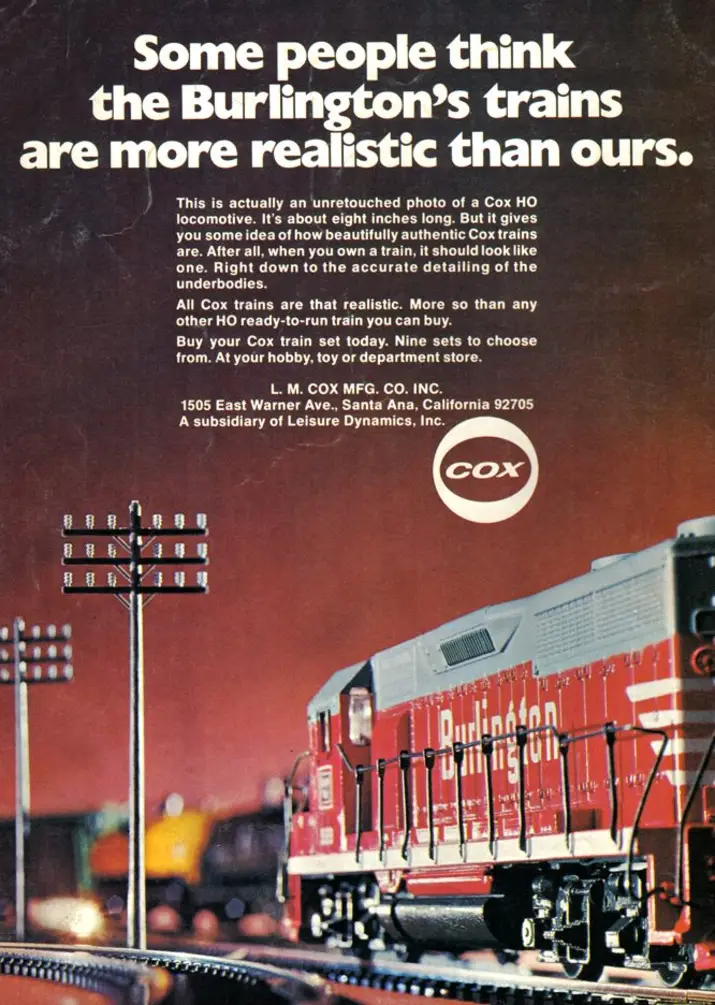 Some people think
the Burlington's trains
are more realistic than ours.
This is actually an unretouched photo of a Cox HO
locomotive. It's about eight inches long. But it gives
you some idea of how beautifully authentic Cox trains
are. After all, when you own a train, it should look like
one. Right down to the accurate detailing of the
underbodies.
All Cox trains are that realistic. More so than any
other HO ready-to-run train you can buy.
Buy your Cox train set today. Nine sets to choose
from. At your hobby, toy or department store.
L. M. COX MFG. CO. INC.
1505 East Warner Ave., Santa Ana, California 92705
A subsidiary of Leisure Dynamics, Inc.
COX
Burlington